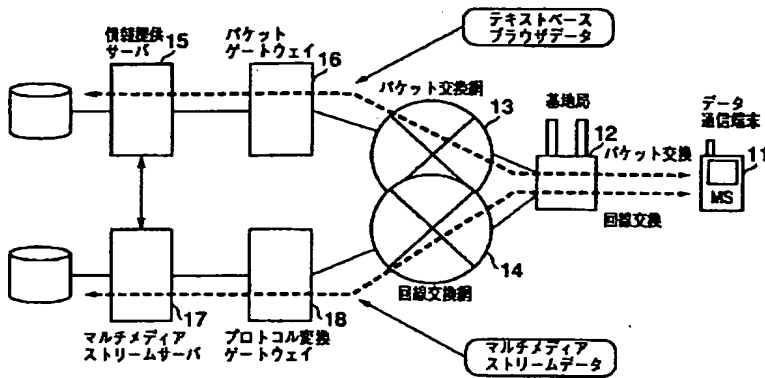 テキストベース
ブラウザデータ
情報提供
サーバ
15
パケット
ゲートウェイ
16
パケット交換網
13
基地局
12
データ
通信端末
11
パケット交換
MS
回線交換
14
回線交換網
17
マルチメディア
ストリームサーバ
18
プロトコル変換
ゲートウェイ
マルチメディア
ストリームデータ